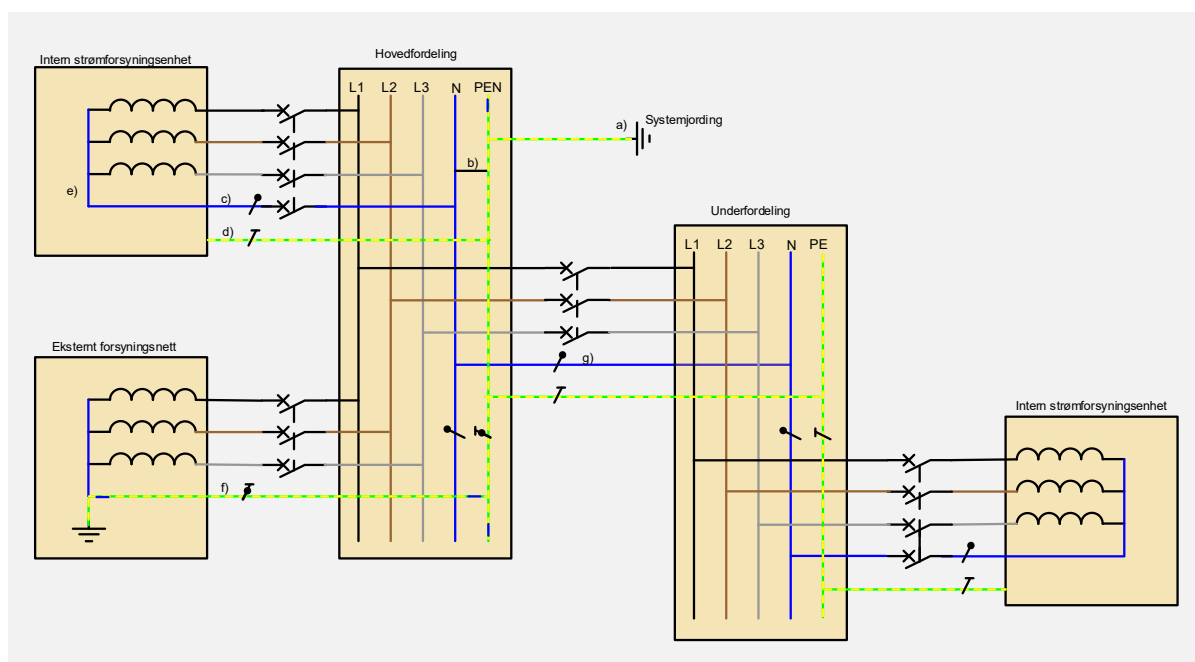 Hovedfordeling
Intern strømforsyningsenhet
L1 L2 L3 N PEN
a) Systemjording
b)
e)
c)
d)
Underfordeling
L1 L2 L3 N PE
Eksternt forsyningsnett
g)
Intern strømforsyningsenhet
f)